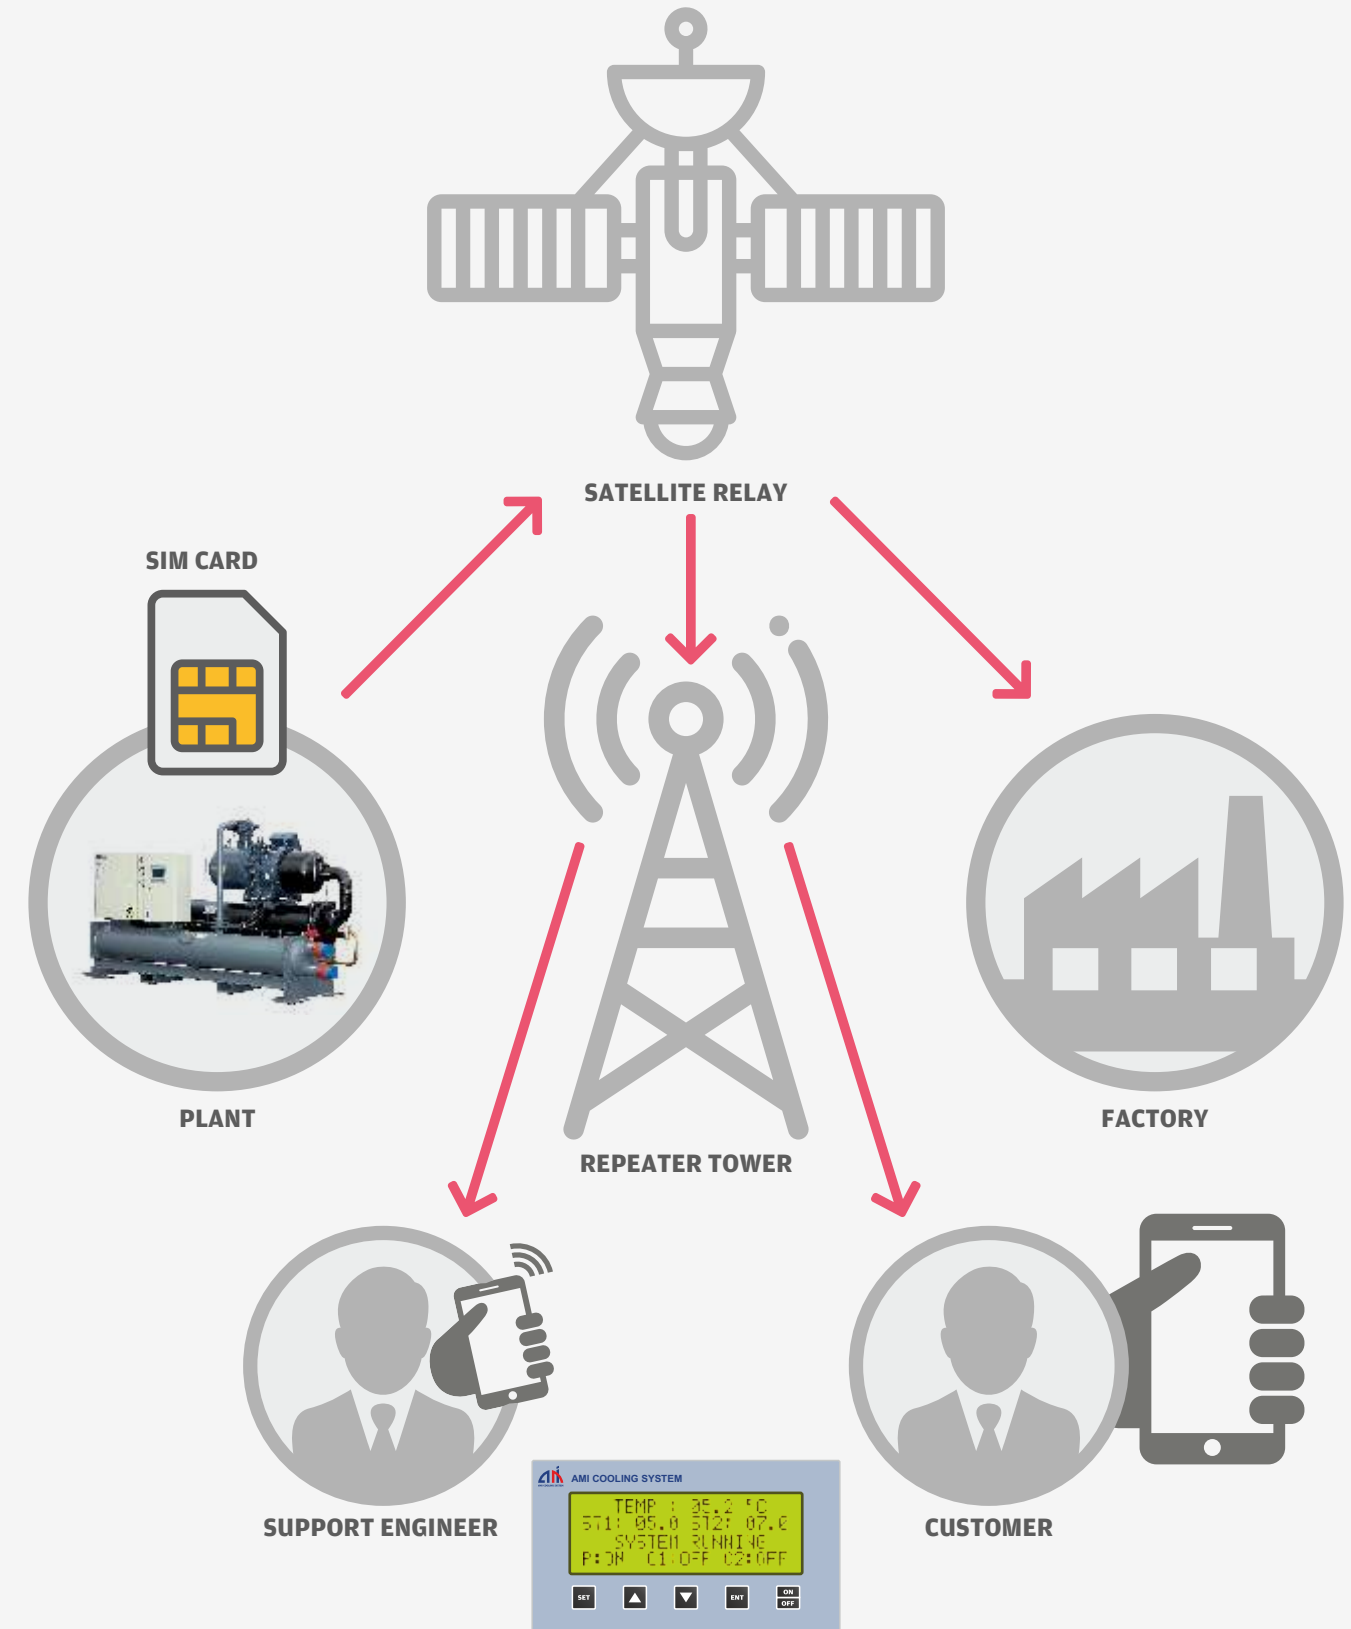 SATELLITE RELAY
SIM CARD
PLANT
FACTORY
REPEATER TOWER
SUPPORT ENGINEER
CUSTOMER
AMI COOLING SYSTEM
TEMP : 05.2 °C
ST1: 05.0 ST2: 07.0
SYSTEM RUNNING
P:ON C1:OFF C2:OFF
SET
ENT
ON
OFF